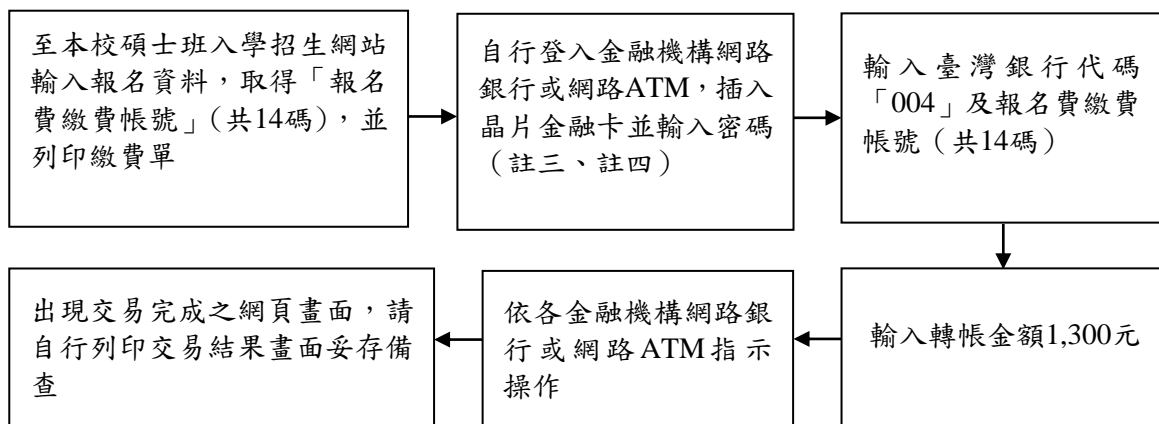 至本校碩士班入學招生網站
輸入報名資料，取得「報名
費繳費帳號」（共14碼），並
列印繳費單
自行登入金融機構網路
銀行或網路ATM，插入
晶片金融卡並輸入密碼
（註三、註四）
輸入臺灣銀行代碼
「004」及報名費繳費
帳號（共14碼）
輸入轉帳金額1,300元
依各金融機構網路銀
行或網路ATM指示
操作
出現交易完成之網頁畫面，請
自行列印交易結果畫面妥存備
查